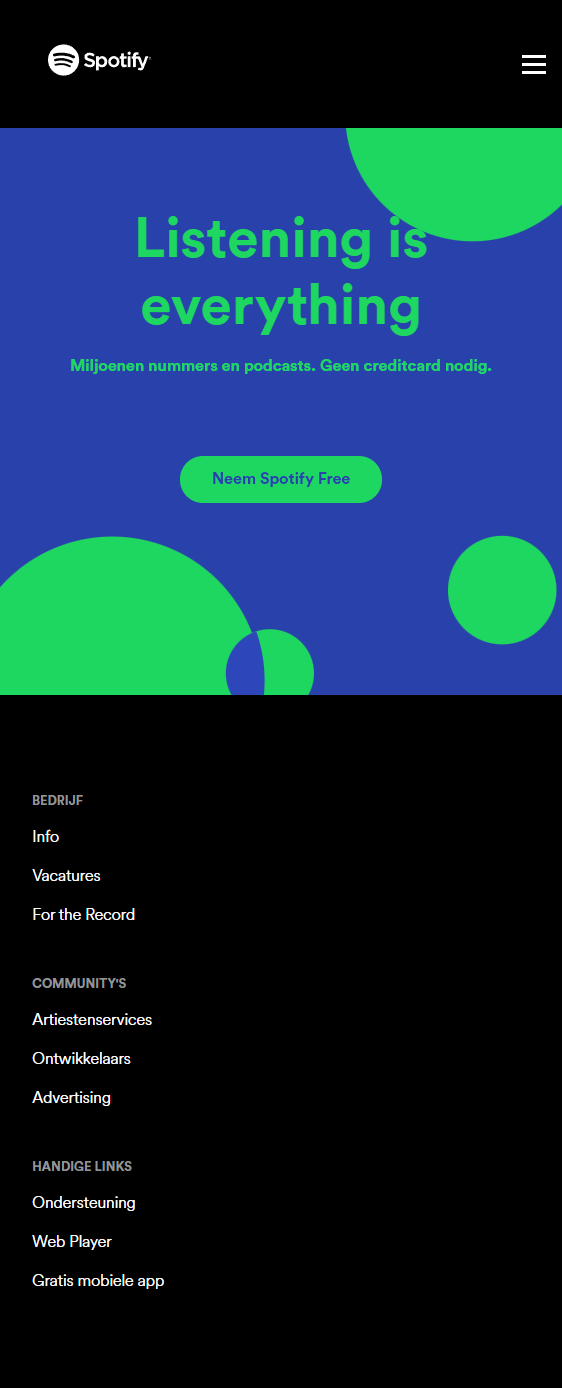 Spotify
Listening is
everything
Miljoenen nummers en podcasts. Geen creditcard nodig.
Neem Spotify Free
BEDRIJF
Info
Vacatures
For the Record
COMMUNITY'S
Artiestenservices
Ontwikkelaars
Advertising
HANDIGE LINKS
Ondersteuning
Web Player
Gratis mobiele app